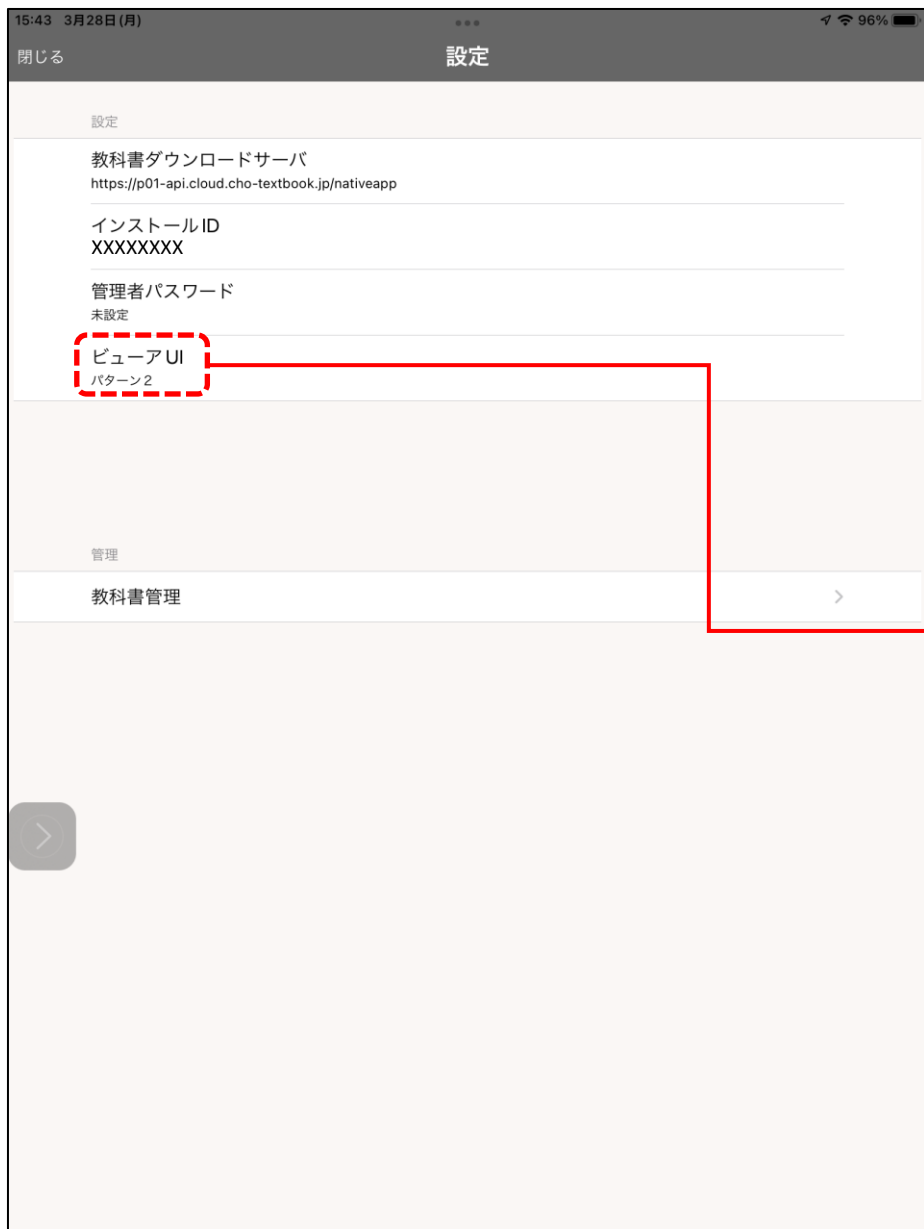 15:43 3月28日(月)
96%
閉じる
設定
設定
教科書ダウンロードサーバ
https://p01-api.cloud.cho-textbook.jp/nativeapp
インストールID
XXXXXXXX
管理者パスワード
未設定
ビューアUI
パターン2
管理
教科書管理